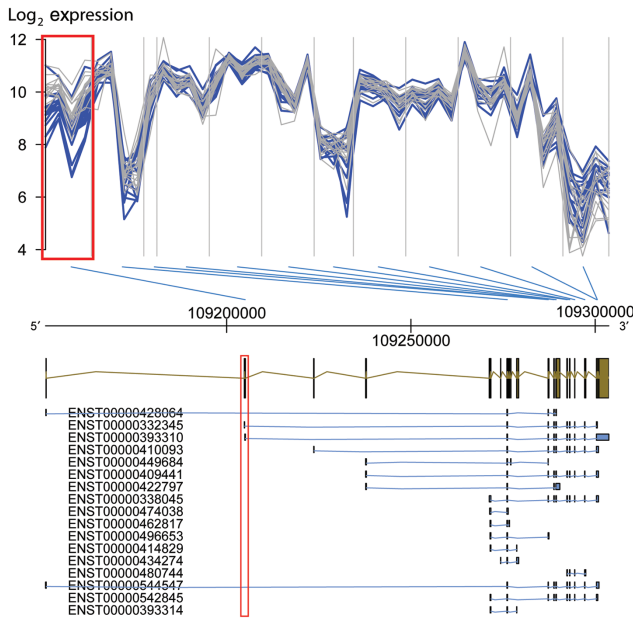 Log₂ expression
12
10
8
6
4
109200000
109300000
5′
109250000
3′
ENST00000428064
ENST00000332345
ENST00000393310
ENST00000410093
ENST00000449684
ENST00000409441
ENST00000422797
ENST00000338045
ENST00000474038
ENST00000462817
ENST00000496653
ENST00000414829
ENST00000434274
ENST00000480744
ENST00000544547
ENST00000542845
ENST00000393314